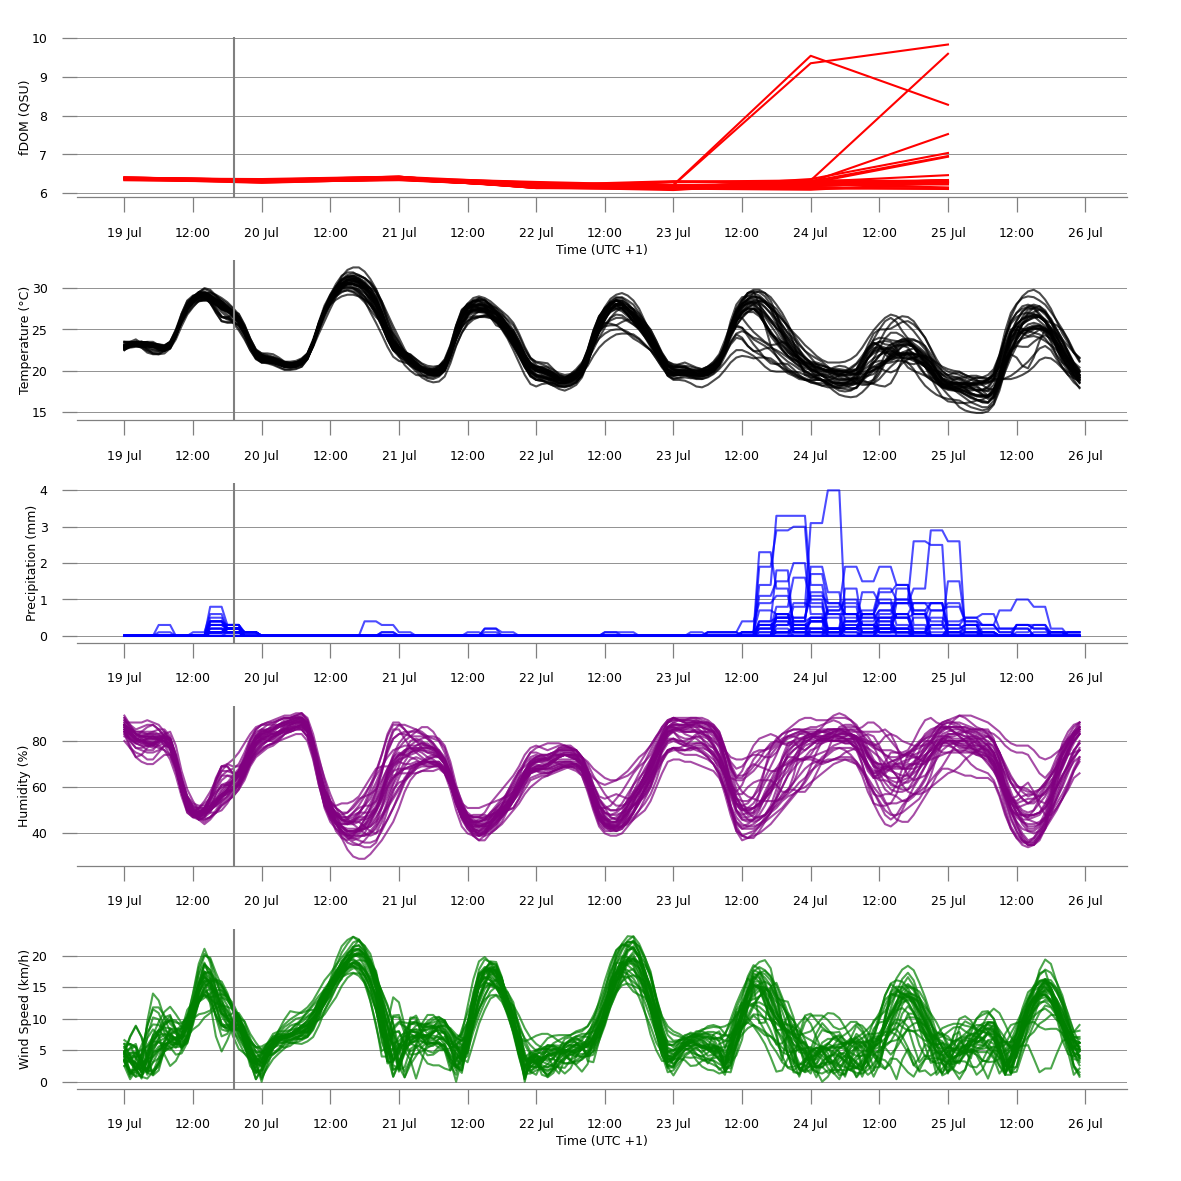 10
9
8
7
6
fDOM (QSU)
19 Jul 12:00 20 Jul 12:00 21 Jul 12:00 22 Jul 12:00 23 Jul 12:00 24 Jul 12:00 25 Jul 12:00 26 Jul
Time (UTC +1)
30
25
20
15
Temperature (°C)
19 Jul 12:00 20 Jul 12:00 21 Jul 12:00 22 Jul 12:00 23 Jul 12:00 24 Jul 12:00 25 Jul 12:00 26 Jul
4
3
2
1
0
Precipitation (mm)
19 Jul 12:00 20 Jul 12:00 21 Jul 12:00 22 Jul 12:00 23 Jul 12:00 24 Jul 12:00 25 Jul 12:00 26 Jul
80
60
40
Humidity (%)
19 Jul 12:00 20 Jul 12:00 21 Jul 12:00 22 Jul 12:00 23 Jul 12:00 24 Jul 12:00 25 Jul 12:00 26 Jul
20
15
10
5
0
Wind Speed (km/h)
19 Jul 12:00 20 Jul 12:00 21 Jul 12:00 22 Jul 12:00 23 Jul 12:00 24 Jul 12:00 25 Jul 12:00 26 Jul
Time (UTC +1)